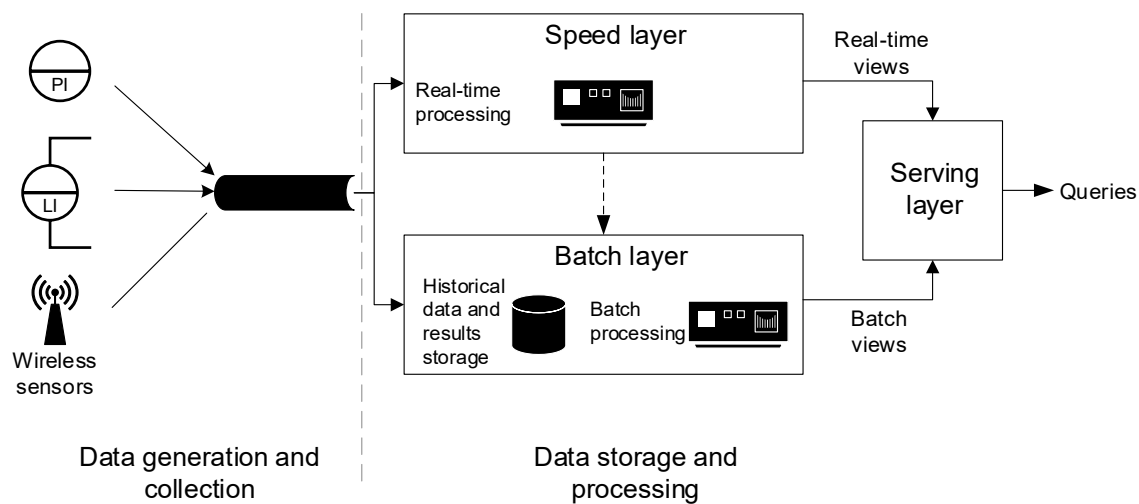 PI
LI
Wireless
sensors
Data generation and
collection
Speed layer
Real-time
processing
Batch layer
Historical
data and
results
storage
Batch
processing
Data storage and
processing
Real-time
views
Batch
views
Serving
layer
Queries